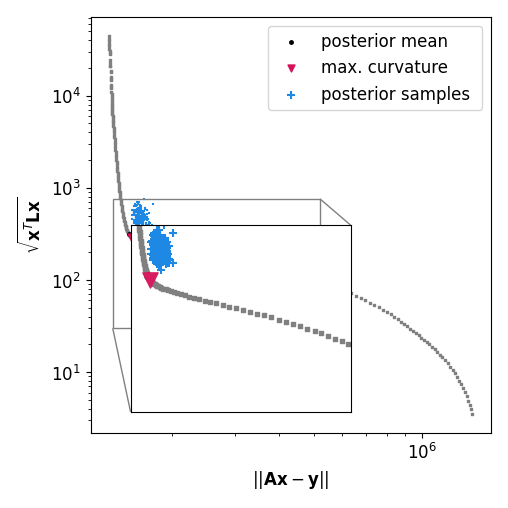 posterior mean
max. curvature
posterior samples
10⁴
10³
10²
10¹
√xᵀLx
10⁶
||Ax − y||